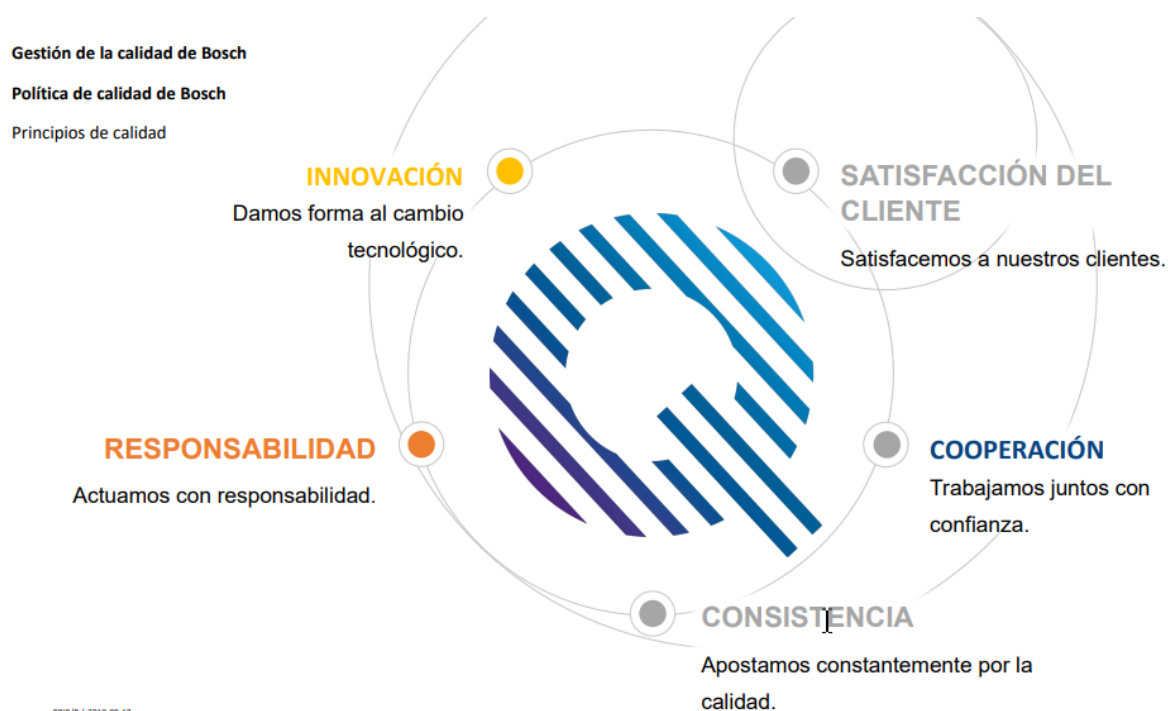 Gestión de la calidad de Bosch
Política de calidad de Bosch
Principios de calidad
INNOVACIÓN
Damos forma al cambio
tecnológico.
SATISFACCIÓN DEL
CLIENTE
Satisfacemos a nuestros clientes.
RESPONSABILIDAD
Actuamos con responsabilidad.
COOPERACIÓN
Trabajamos juntos con
confianza.
CONSISTENCIA
Apostamos constantemente por la
calidad.